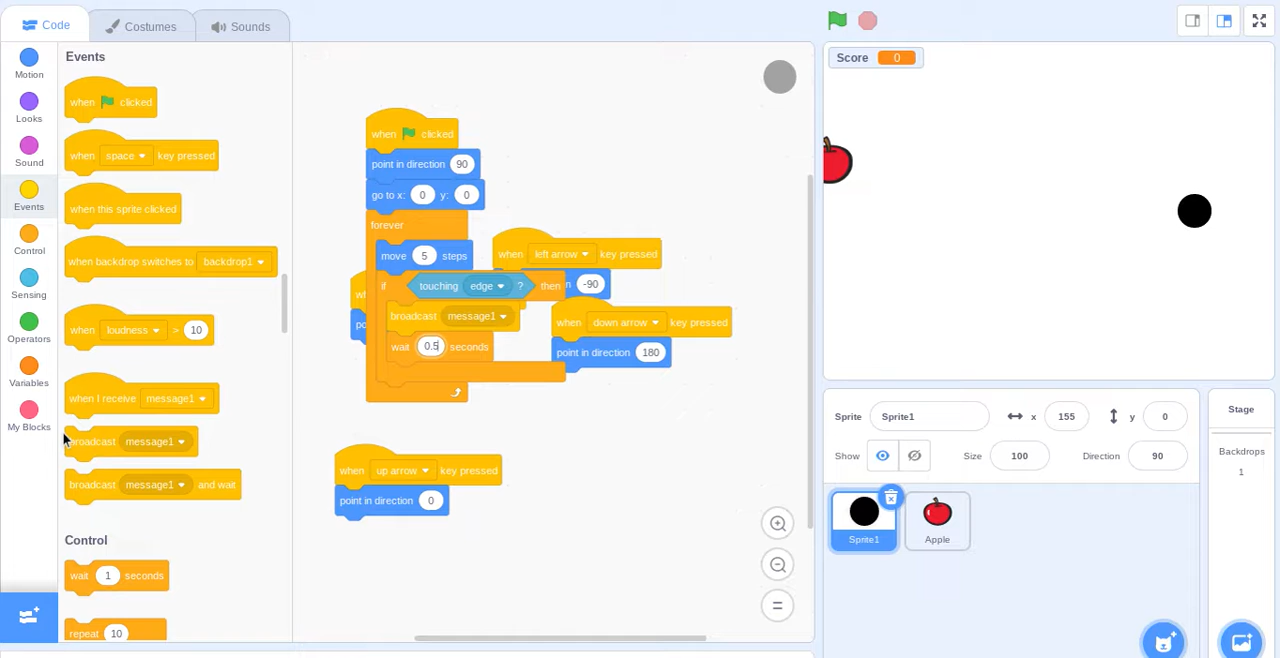 Code
Costumes
Sounds
Motion
Looks
Sound
Events
Control
Sensing
Operators
Variables
My Blocks
Events
when clicked
when space key pressed
when this sprite clicked
when backdrop switches to backdrop1
when loudness > 10
when I receive message1
broadcast message1
broadcast message1 and wait
Control
wait 1 seconds
repeat 10
when clicked
point in direction 90
go to x: 0 y: 0
forever
move 5 steps
if touching edge ? then
broadcast message1
wait 0.5 seconds
when left arrow key pressed
-90
when down arrow key pressed
point in direction 180
when up arrow key pressed
point in direction 0
Score 0
Sprite Sprite1 x 155 y 0
Show Size 100 Direction 90
Sprite1
Apple
Stage
Backdrops
1